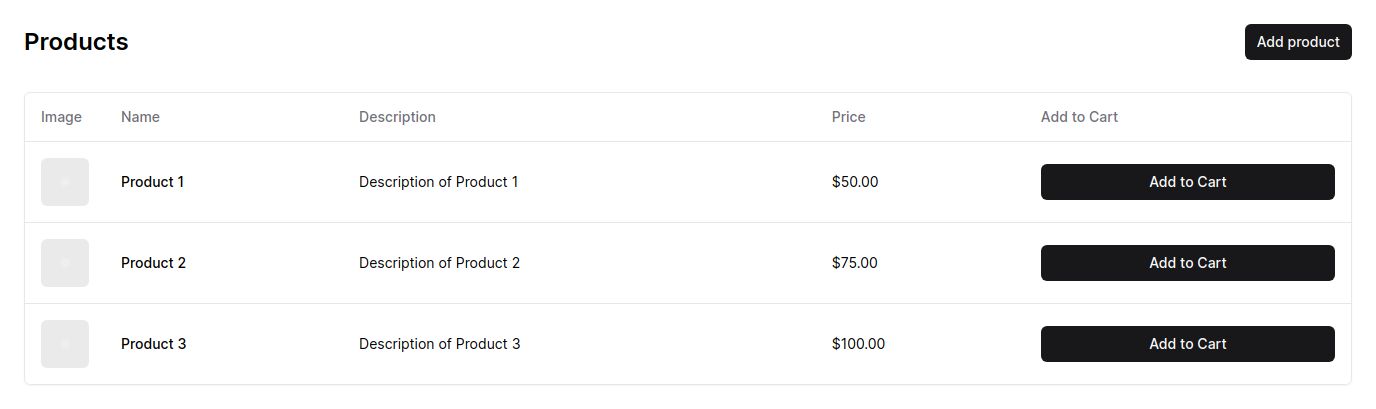 Products
Add product
Image Name Description Price Add to Cart
Product 1 Description of Product 1 $50.00 Add to Cart
Product 2 Description of Product 2 $75.00 Add to Cart
Product 3 Description of Product 3 $100.00 Add to Cart